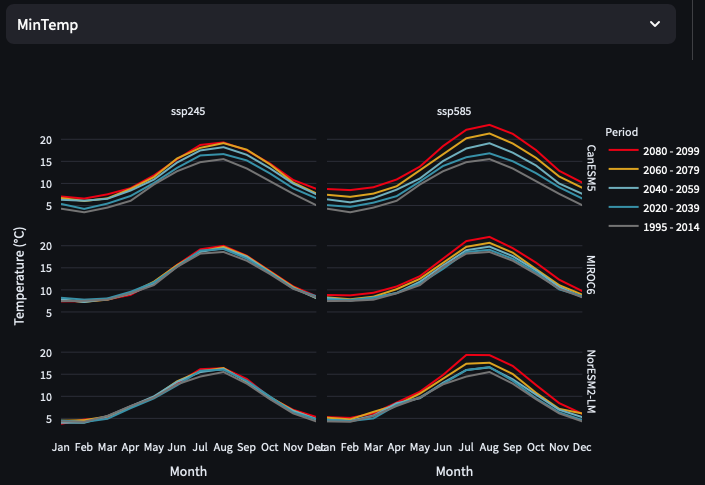 MinTemp
ssp245
ssp585
Period
2080 - 2099
2060 - 2079
2040 - 2059
2020 - 2039
1995 - 2014
Temperature (°C)
20
15
10
5
CanESM5
20
15
10
5
MIROC6
20
15
10
5
NorESM2-LM
Jan Feb Mar Apr May Jun Jul Aug Sep Oct Nov Dec
Jan Feb Mar Apr May Jun Jul Aug Sep Oct Nov Dec
Month
Month